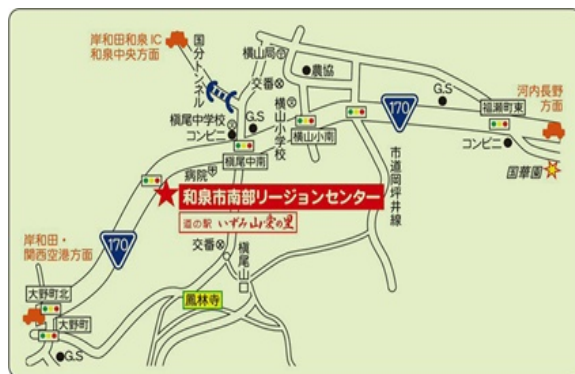 岸和田和泉IC
和泉中央方面
国分トンネル
横山局
農協
交番
G.S
170
福瀬町東
河内長野
方面
槇尾中学校
コンビニ
G.S
横山小学校
横山小南
コンビニ
国華園
槇尾中南
病院
市道岡坪井線
和泉市南部リージョンセンター
道の駅 いずみ山愛の里
岸和田・
関西空港方面
170
交番
槇尾山
大野町北
鳳林寺
大野町
G.S